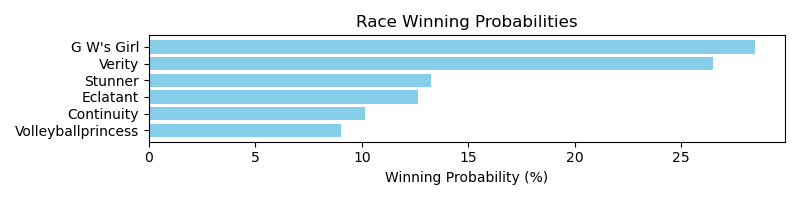 Race Winning Probabilities
G W's Girl
Verity
Stunner
Eclatant
Continuity
Volleyballprincess
0 5 10 15 20 25
Winning Probability (%)